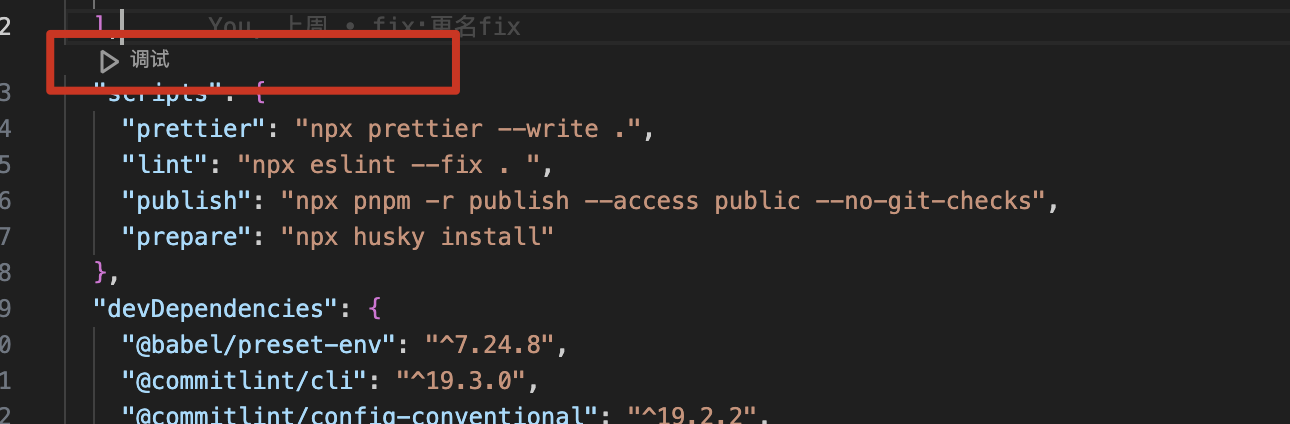 2 ], You, 上周 • fix:更名fix
调试
3 "scripts": {
4 "prettier": "npx prettier --write .",
5 "lint": "npx eslint --fix . ",
6 "publish": "npx pnpm -r publish --access public --no-git-checks",
7 "prepare": "npx husky install"
8 },
9 "devDependencies": {
0 "@babel/preset-env": "^7.24.8",
1 "@commitlint/cli": "^19.3.0",
2 "@commitlint/config-conventional": "^19.2.2",